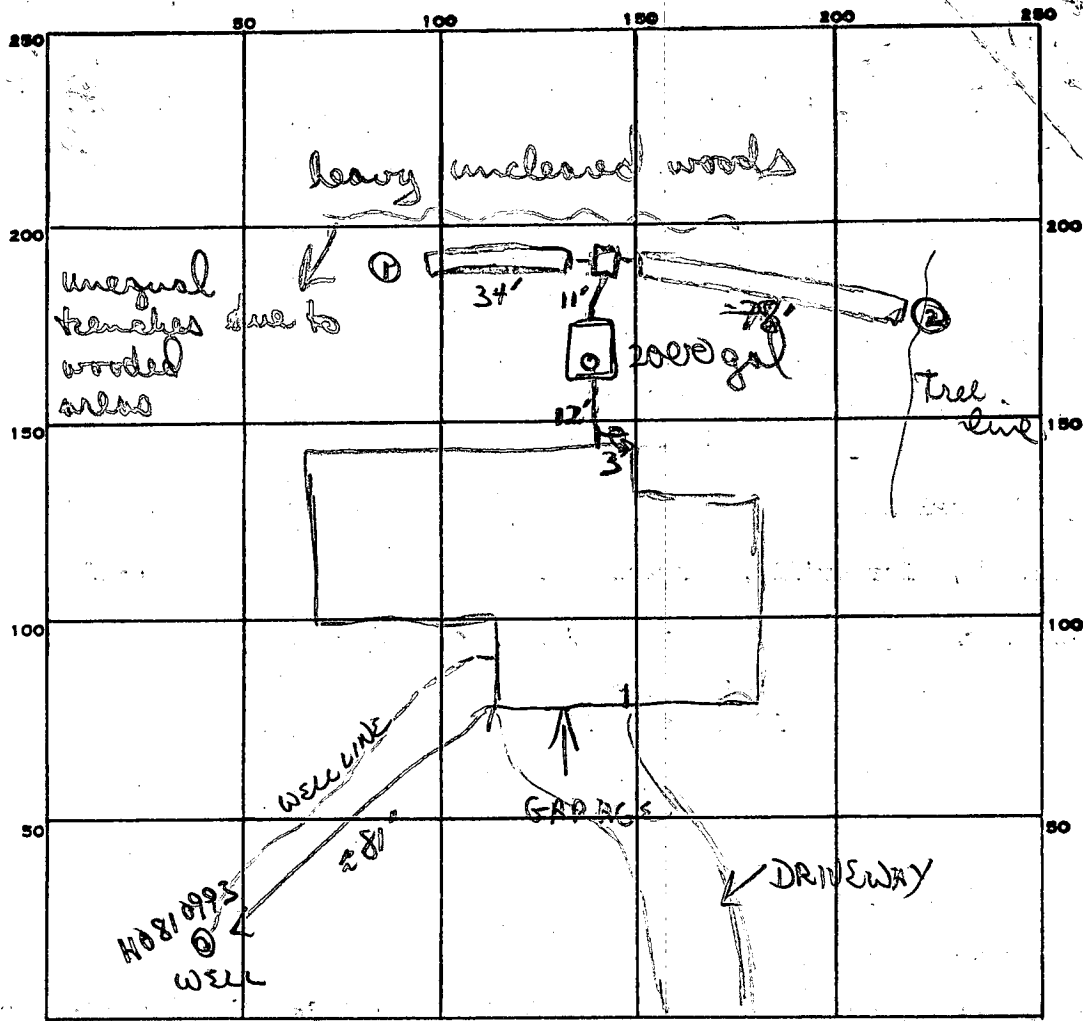 50 100 150 200 250
250
heavy uncleared woods
200 200
unequal
trenches due to
wooded
areas
1
34'
11'
2
2000 gal
Tree
line
150 150
12'
3
100 100
WELL LINE
≈ 81'
GARAGE
50 50
DRIVEWAY
HO810993
WELL